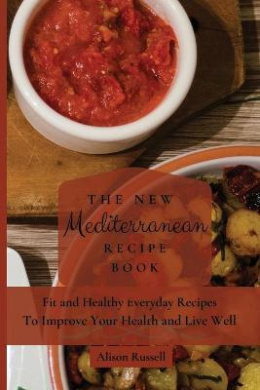 THE NEW
Mediterranean
RECIPE
BOOK
Fit and Healthy Everyday Recipes
To Improve Your Health and Live Well
Alison Russell